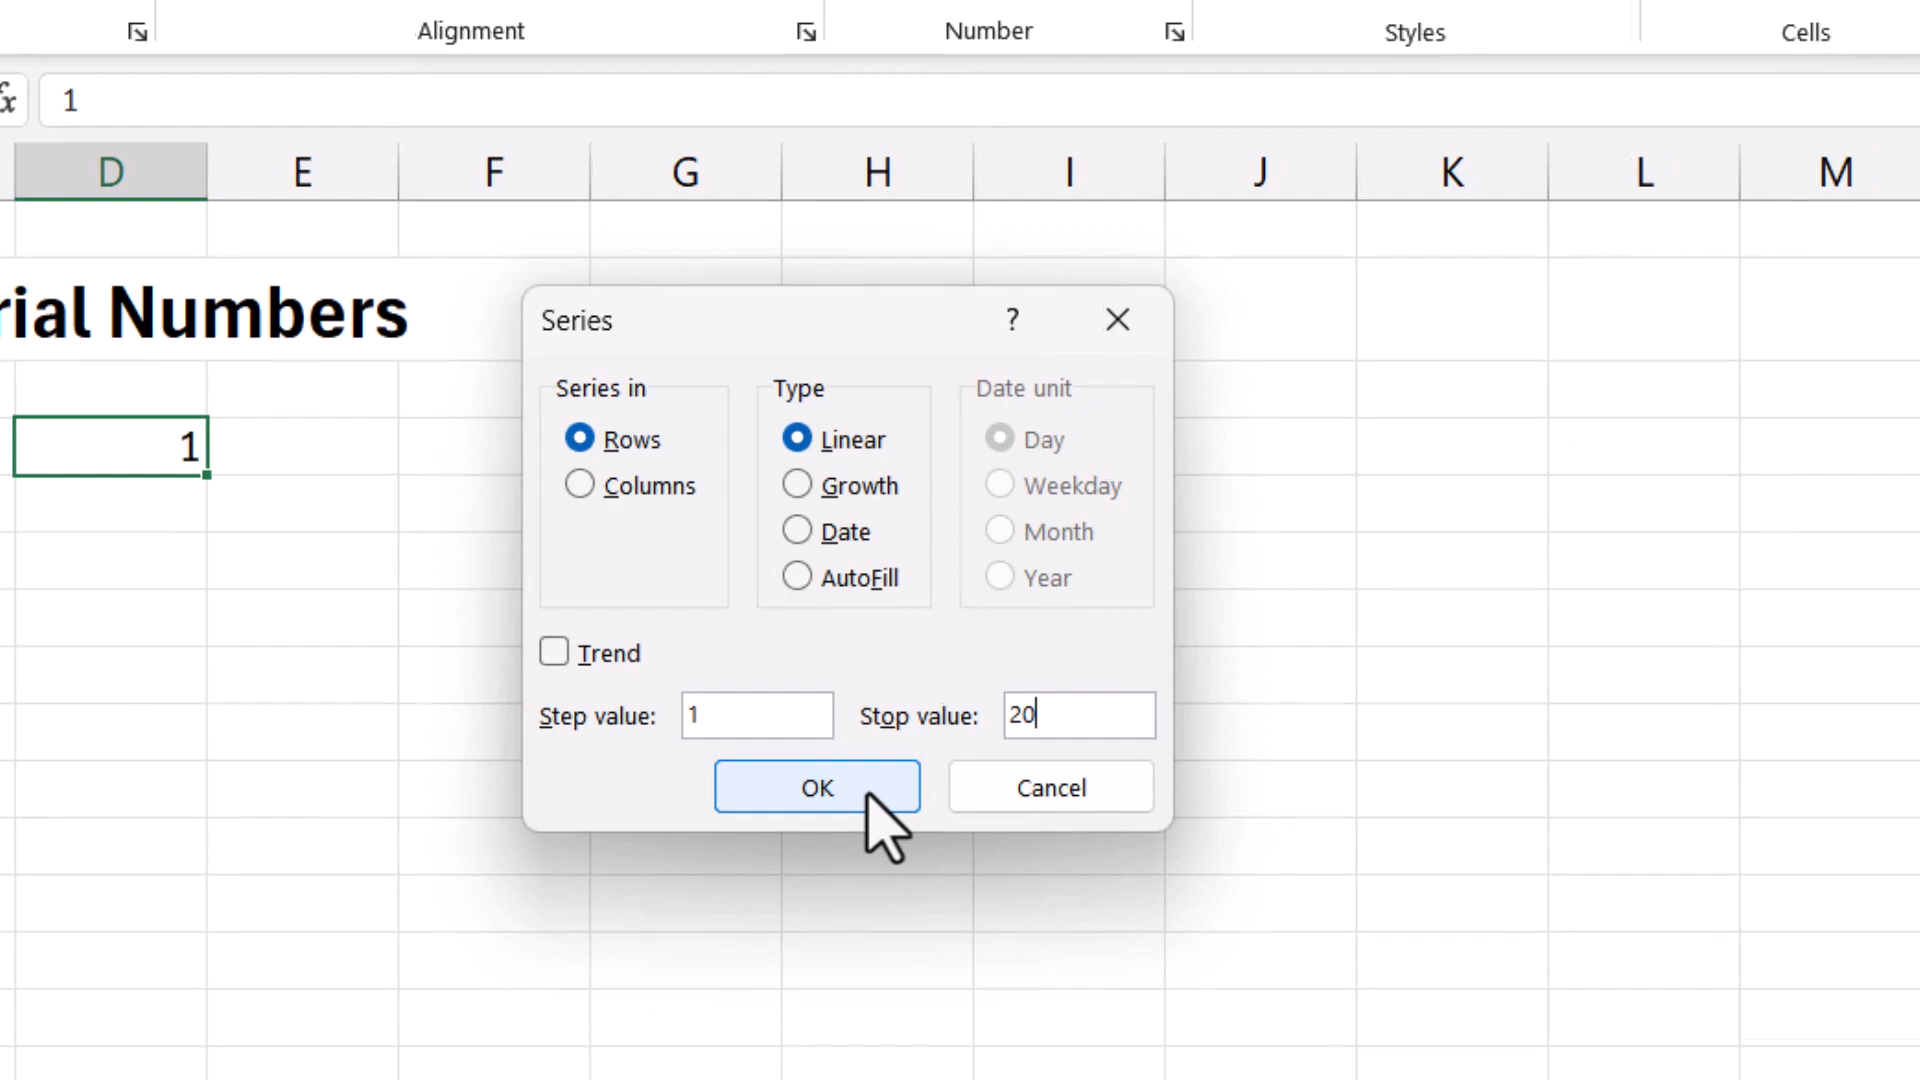 Alignment
Number
Styles
Cells
fx 1
D E F G H I J K L M
rial Numbers
1
Series ? X
Series in
Rows
Columns
Type
Linear
Growth
Date
AutoFill
Date unit
Day
Weekday
Month
Year
Trend
Step value: 1 Stop value: 20
OK Cancel